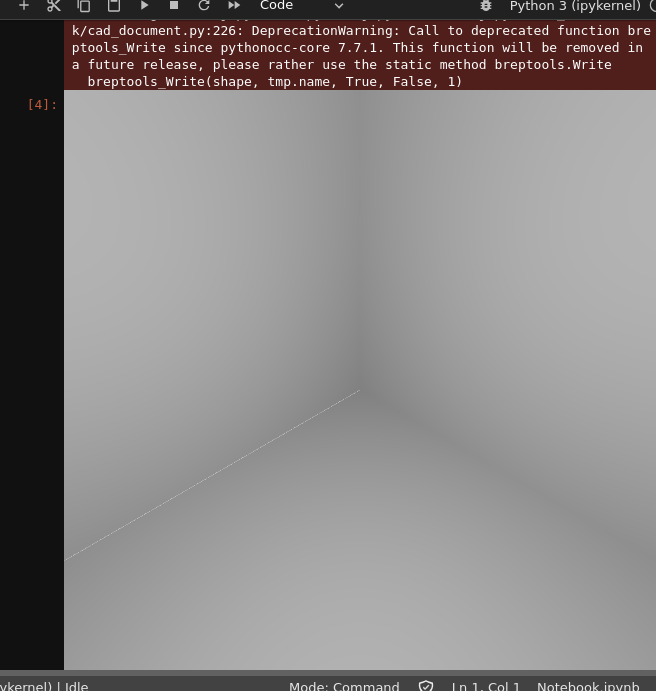 Code
Python 3 (ipykernel)
k/cad_document.py:226: DeprecationWarning: Call to deprecated function bre
ptools_Write since pythonocc-core 7.7.1. This function will be removed in
a future release, please rather use the static method breptools.Write
  breptools_Write(shape, tmp.name, True, False, 1)
[4]:
ykernel) | Idle
Mode: Command
Ln 1, Col 1
Notebook.ipynb